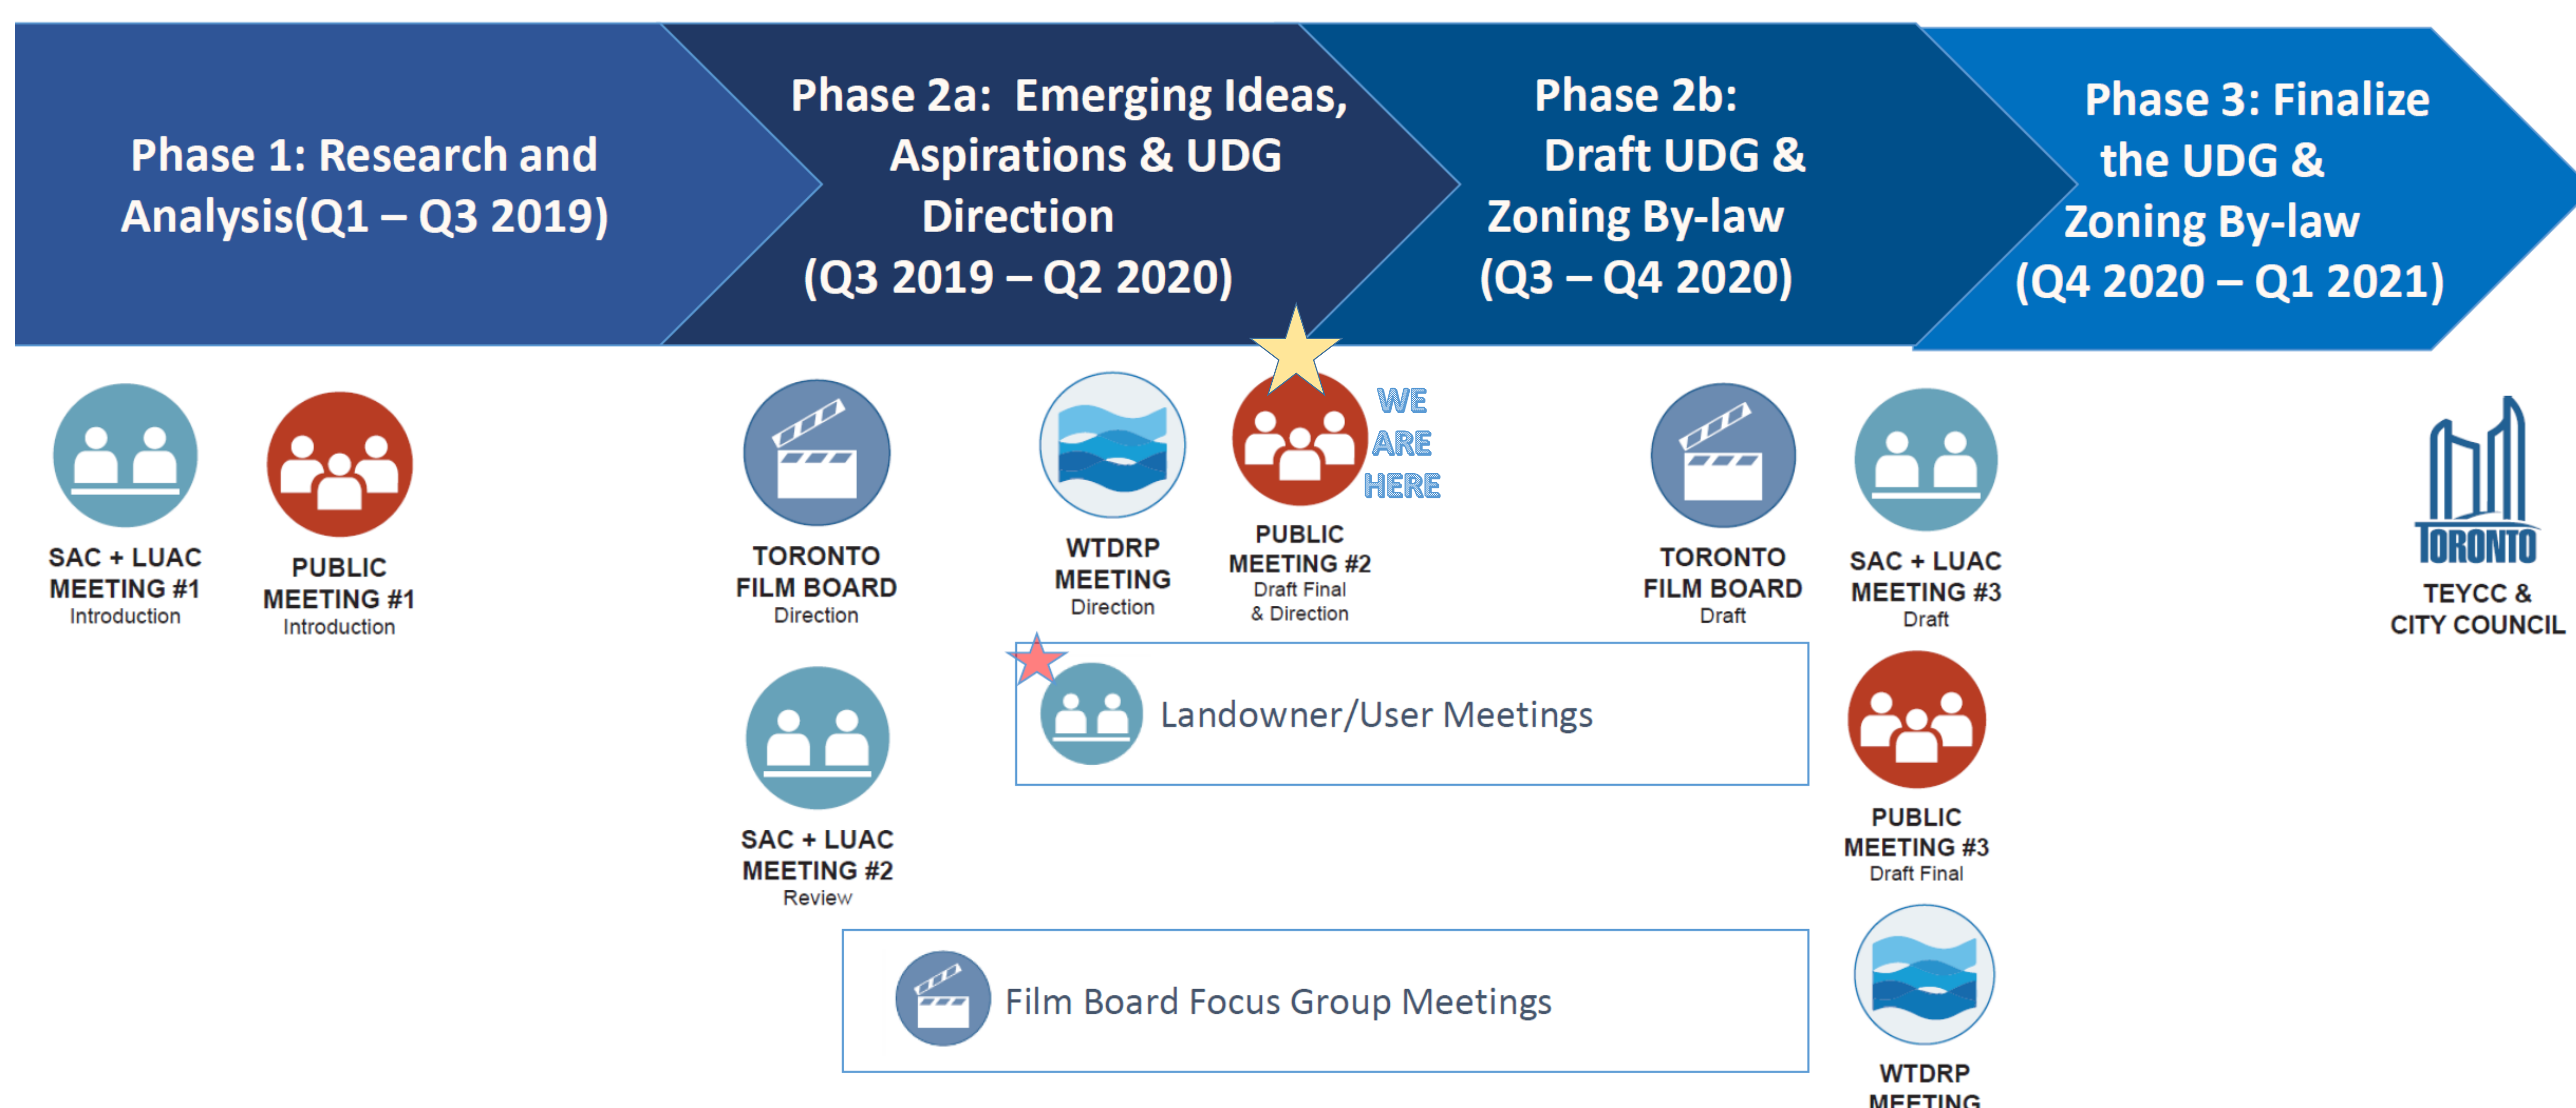 Phase 1: Research and
Analysis(Q1 – Q3 2019)
Phase 2a:  Emerging Ideas,
Aspirations & UDG
Direction
(Q3 2019 – Q2 2020)
Phase 2b:
Draft UDG &
Zoning By-law
(Q3 – Q4 2020)
Phase 3: Finalize
the UDG &
Zoning By-law
(Q4 2020 – Q1 2021)
SAC + LUAC
MEETING #1
Introduction
PUBLIC
MEETING #1
Introduction
TORONTO
FILM BOARD
Direction
SAC + LUAC
MEETING #2
Review
WTDRP
MEETING
Direction
PUBLIC
MEETING #2
Draft Final
& Direction
WE
ARE
HERE
Landowner/User Meetings
Film Board Focus Group Meetings
TORONTO
FILM BOARD
Draft
SAC + LUAC
MEETING #3
Draft
PUBLIC
MEETING #3
Draft Final
WTDRP
MEETING
TORONTO
TEYCC &
CITY COUNCIL